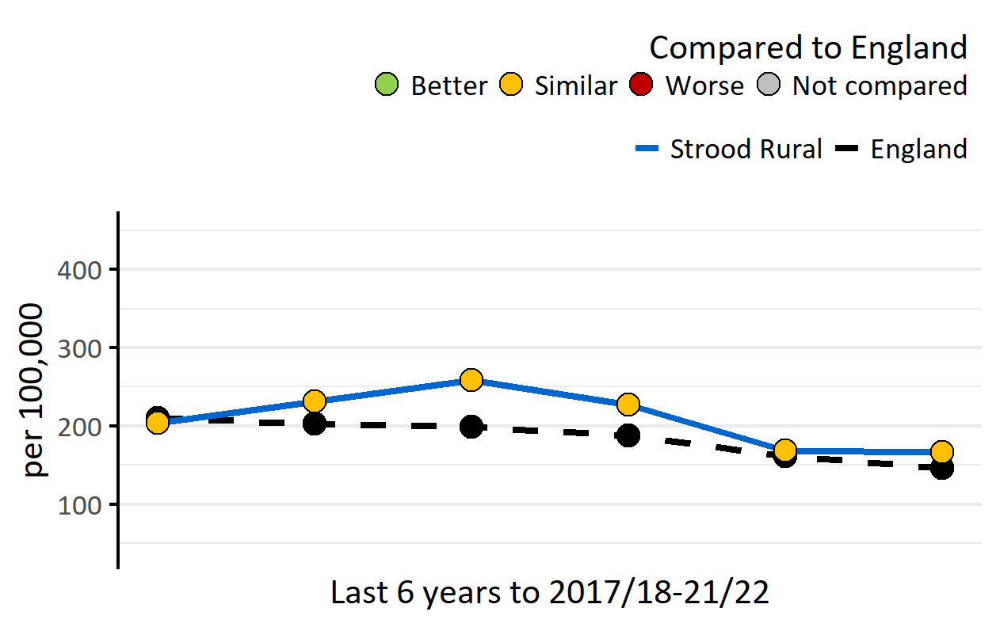 Compared to England
Better Similar Worse Not compared
Strood Rural England
400
300
200
100
per 100,000
Last 6 years to 2017/18-21/22